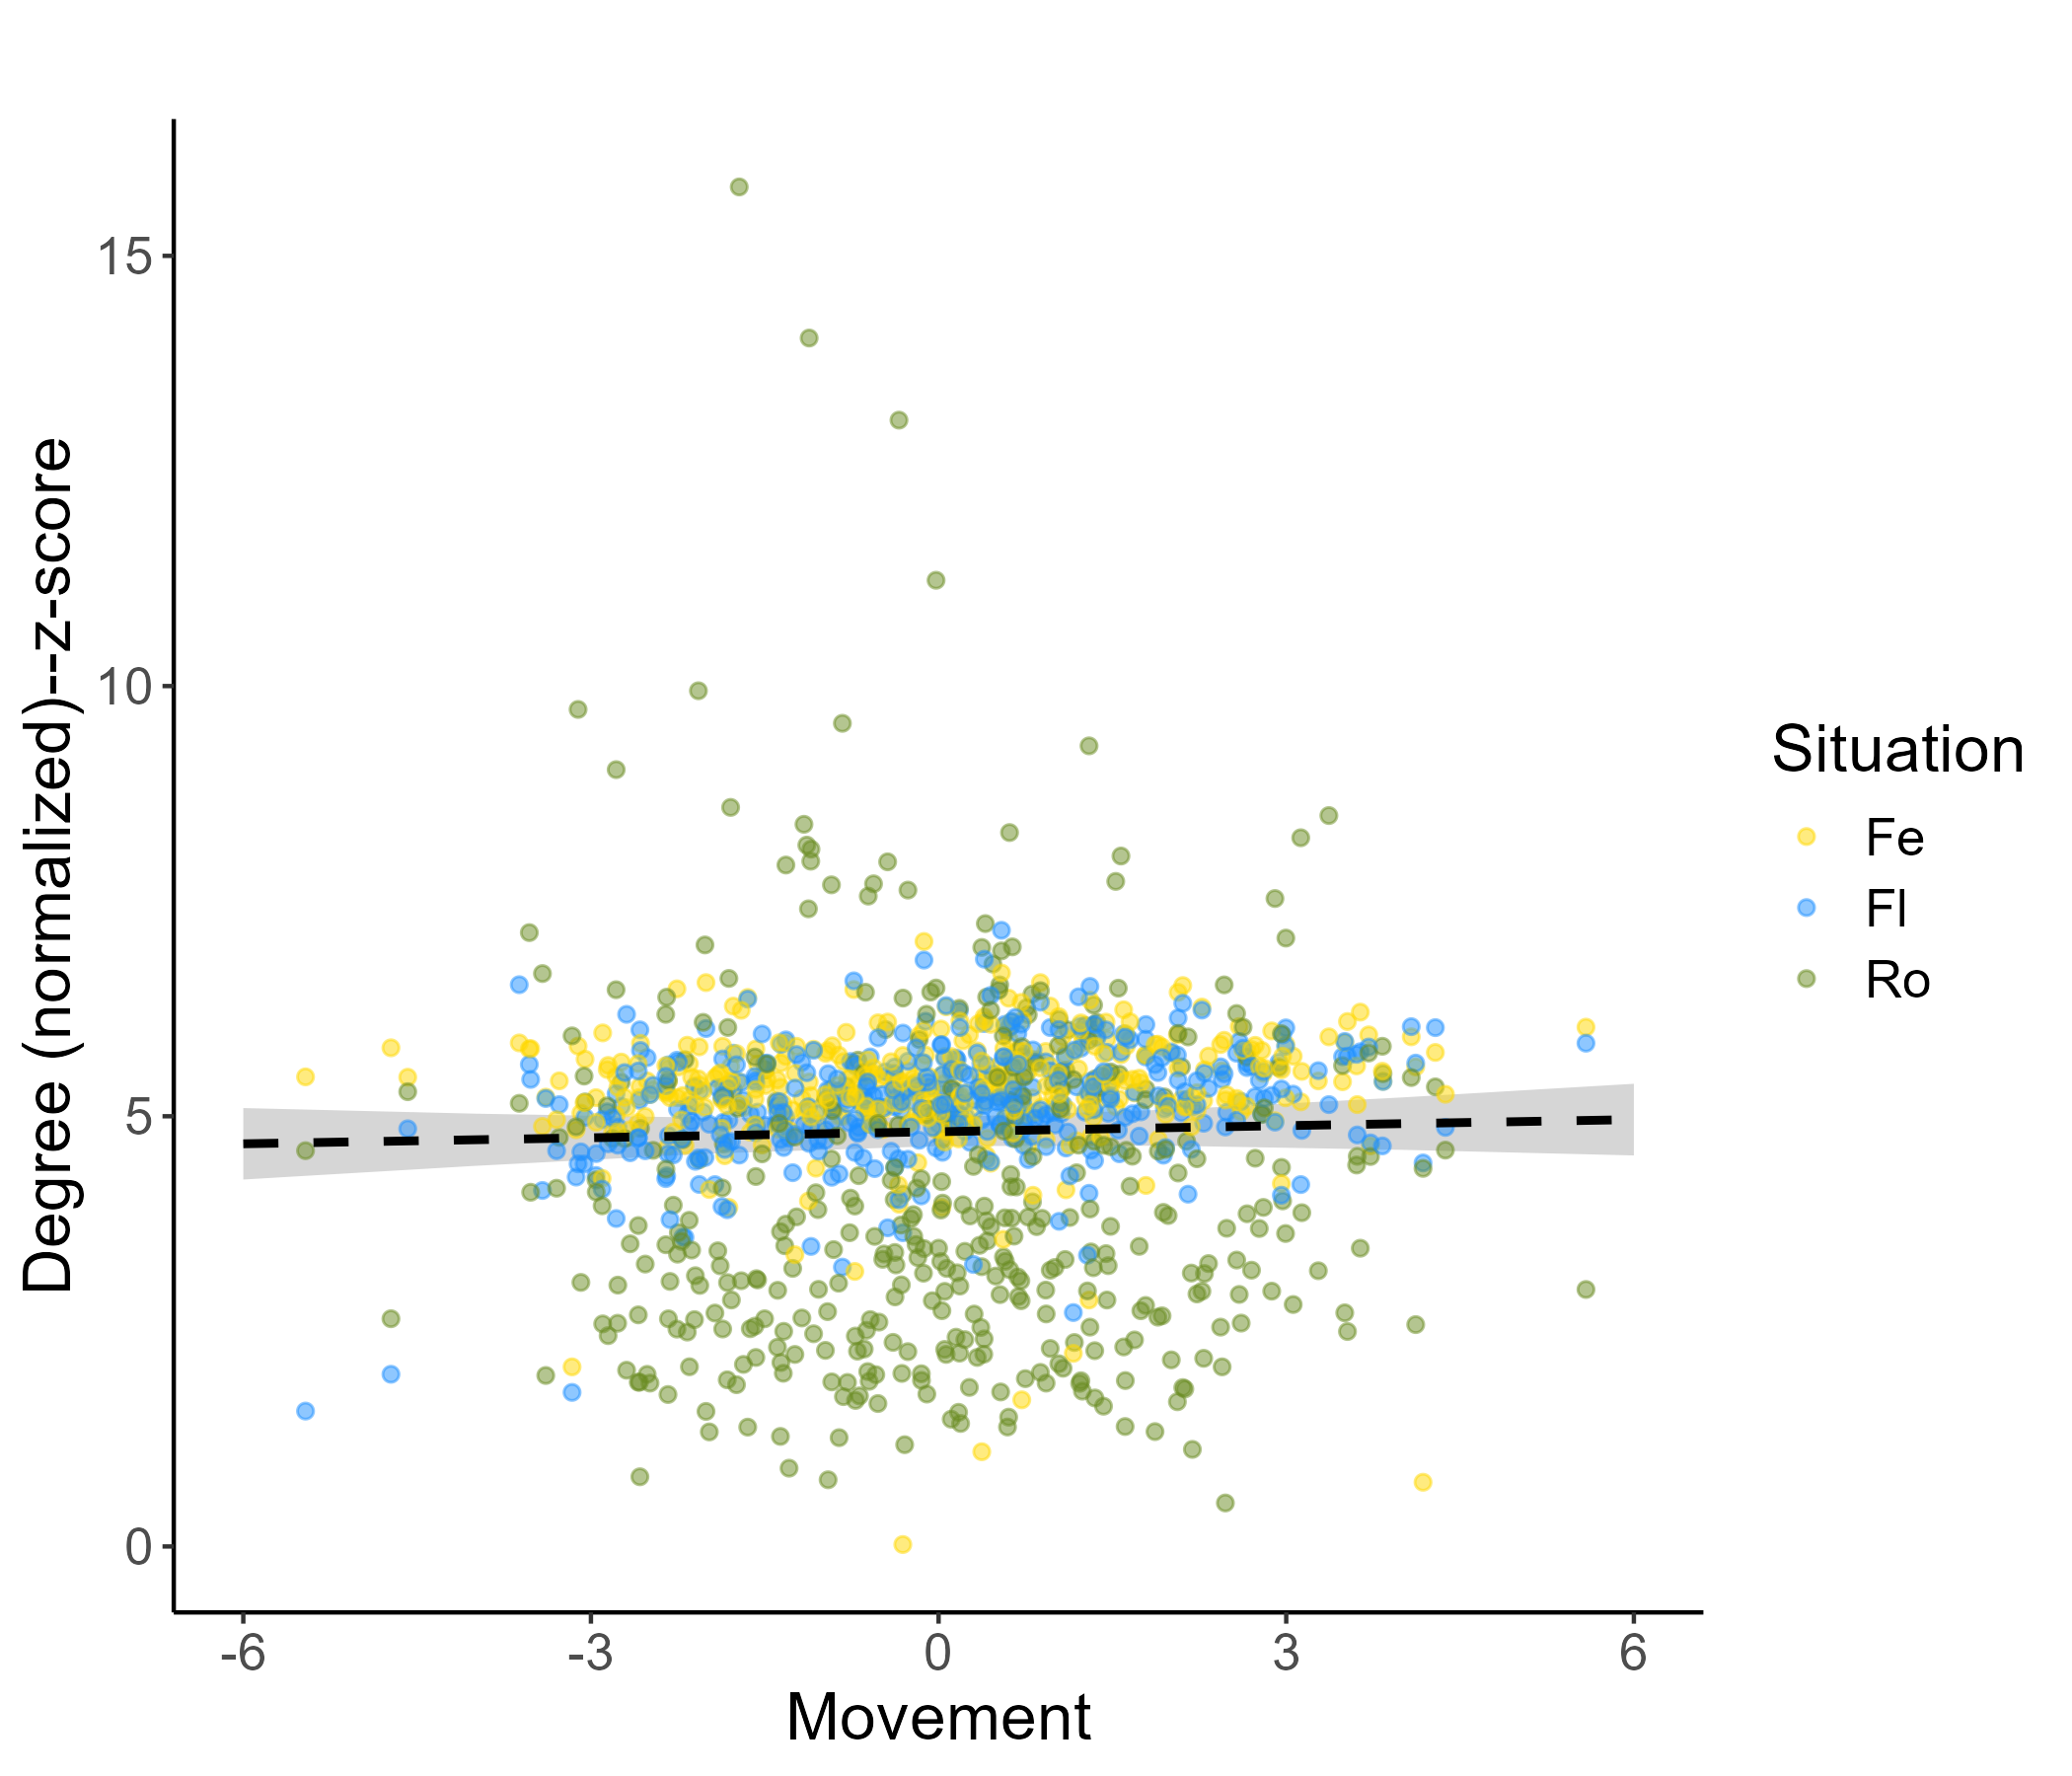 Degree (normalized)--z-score
15
10
5
0
-6
-3
0
3
6
Movement
Situation
Fe
Fl
Ro